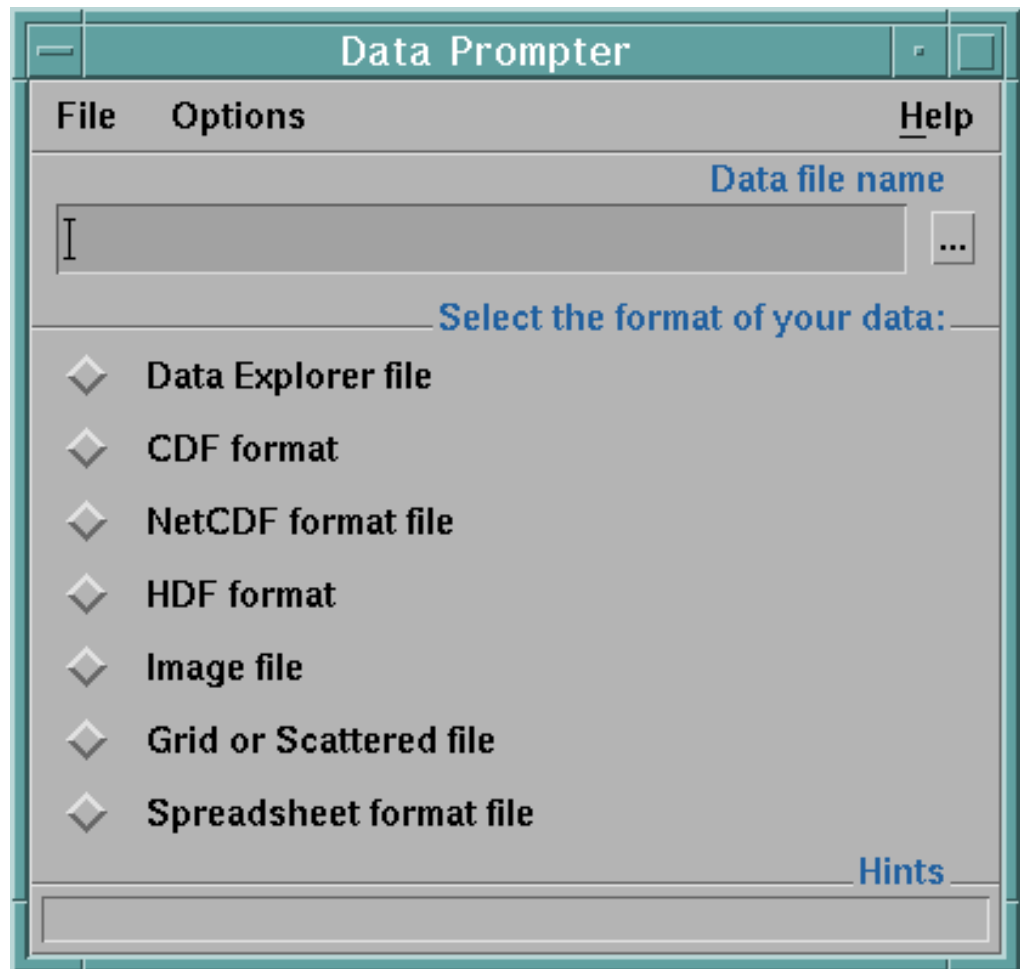 Data Prompter
File Options Help
Data file name
...
Select the format of your data:
Data Explorer file
CDF format
NetCDF format file
HDF format
Image file
Grid or Scattered file
Spreadsheet format file
Hints